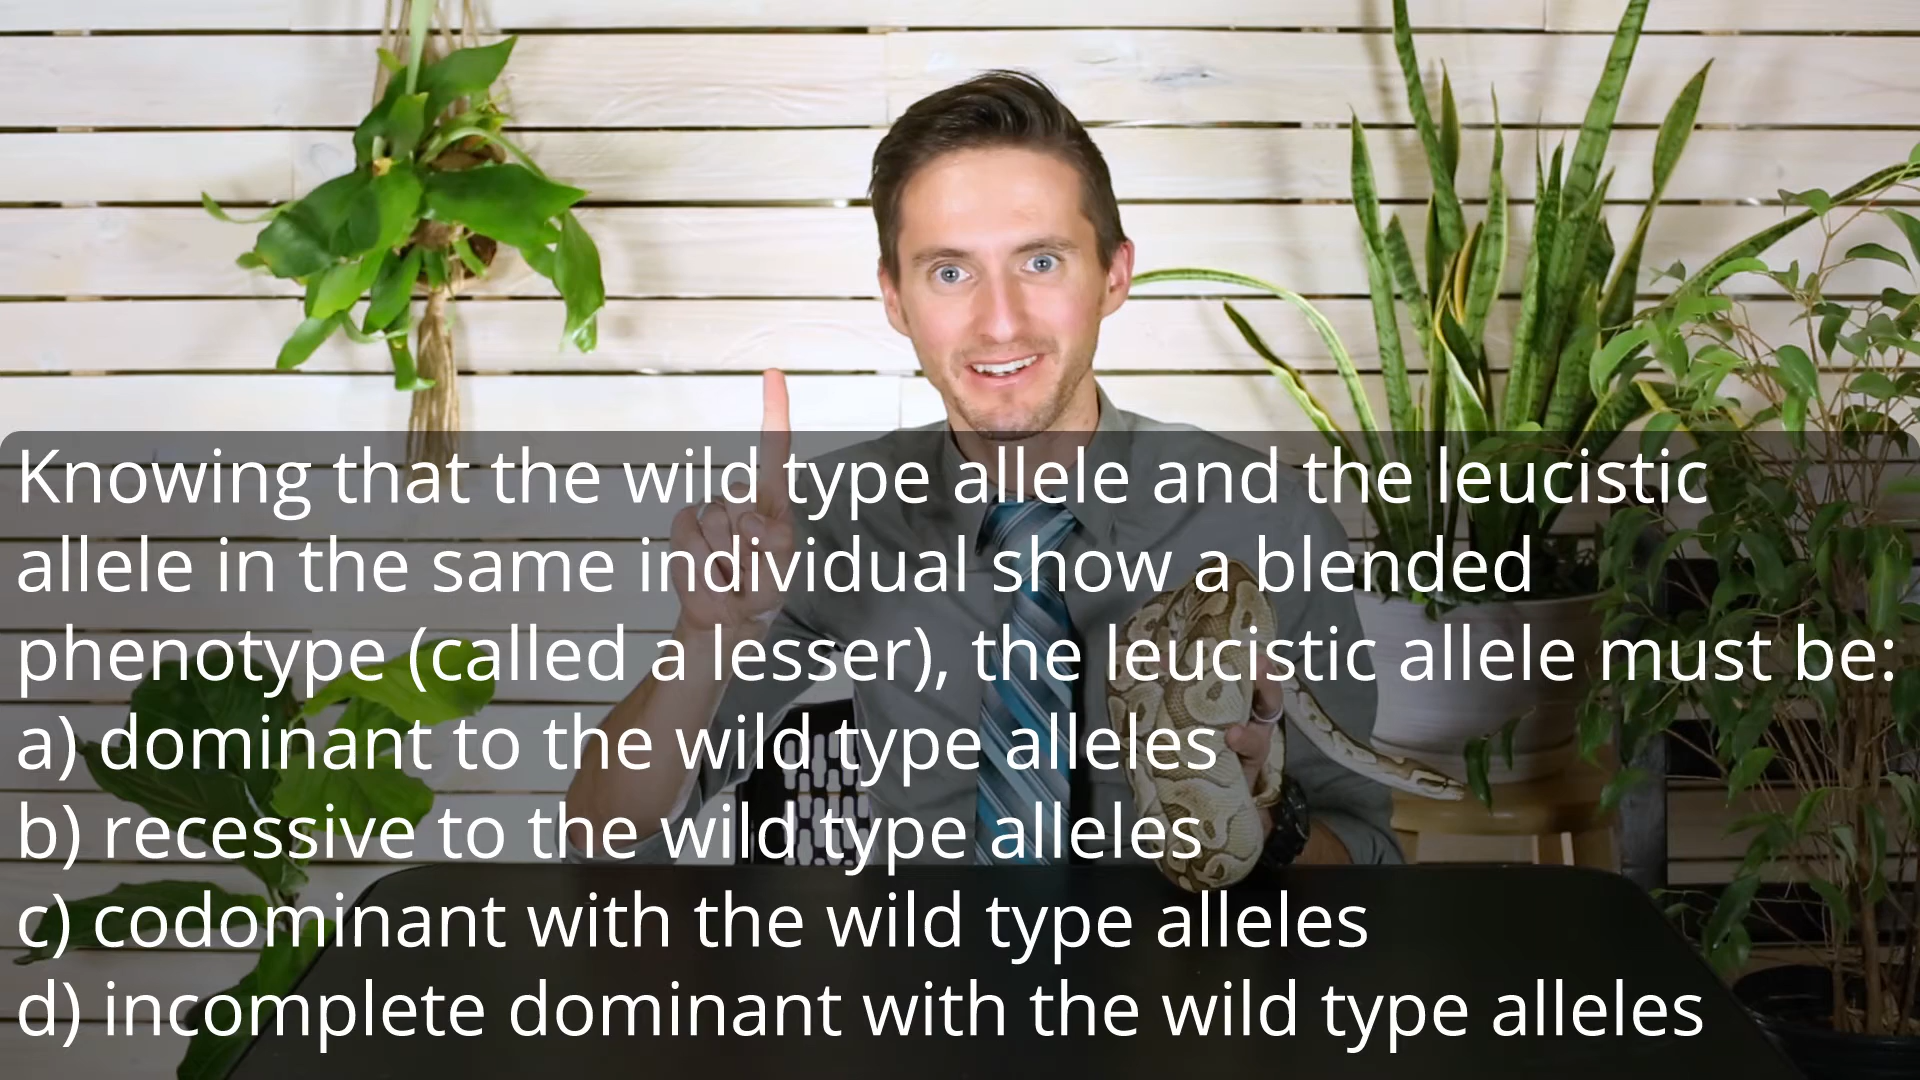 Knowing that the wild type allele and the leucistic
allele in the same individual show a blended
phenotype (called a lesser), the leucistic allele must be:
a) dominant to the wild type alleles
b) recessive to the wild type alleles
c) codominant with the wild type alleles
d) incomplete dominant with the wild type alleles